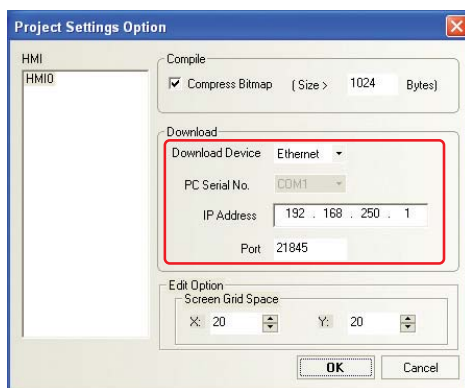 Project Settings Option
HMI
HMI0
Compile
Compress Bitmap ( Size > 1024 Bytes)
Download
Download Device Ethernet
PC Serial No. COM1
IP Address 192 . 168 . 250 . 1
Port 21845
Edit Option
Screen Grid Space
X: 20 Y: 20
OK Cancel